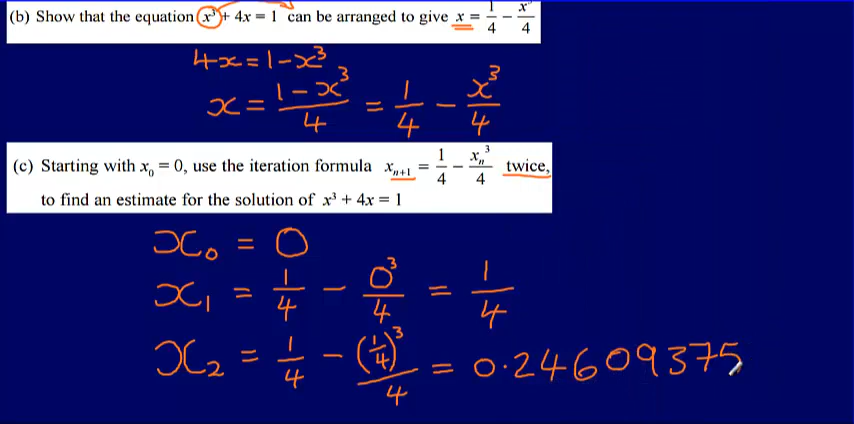 (b) Show that the equation x³ + 4x = 1 can be arranged to give x = 1/4 − x³/4
4x = 1 − x³
x = (1 − x³)/4 = 1/4 − x³/4
(c) Starting with x₀ = 0, use the iteration formula xₙ₊₁ = 1/4 − xₙ³/4 twice,
to find an estimate for the solution of x³ + 4x = 1
x₀ = 0
x₁ = 1/4 − 0³/4 = 1/4
x₂ = 1/4 − (1/4)³/4 = 0.24609375